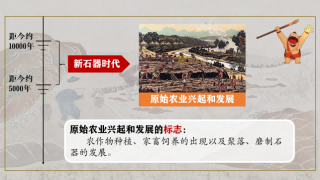 距今约
10000年
新石器时代
距今约
5000年
原始农业兴起和发展
原始农业兴起和发展的标志：
农作物种植、家畜饲养的出现以及聚落、磨制石
器的发展。